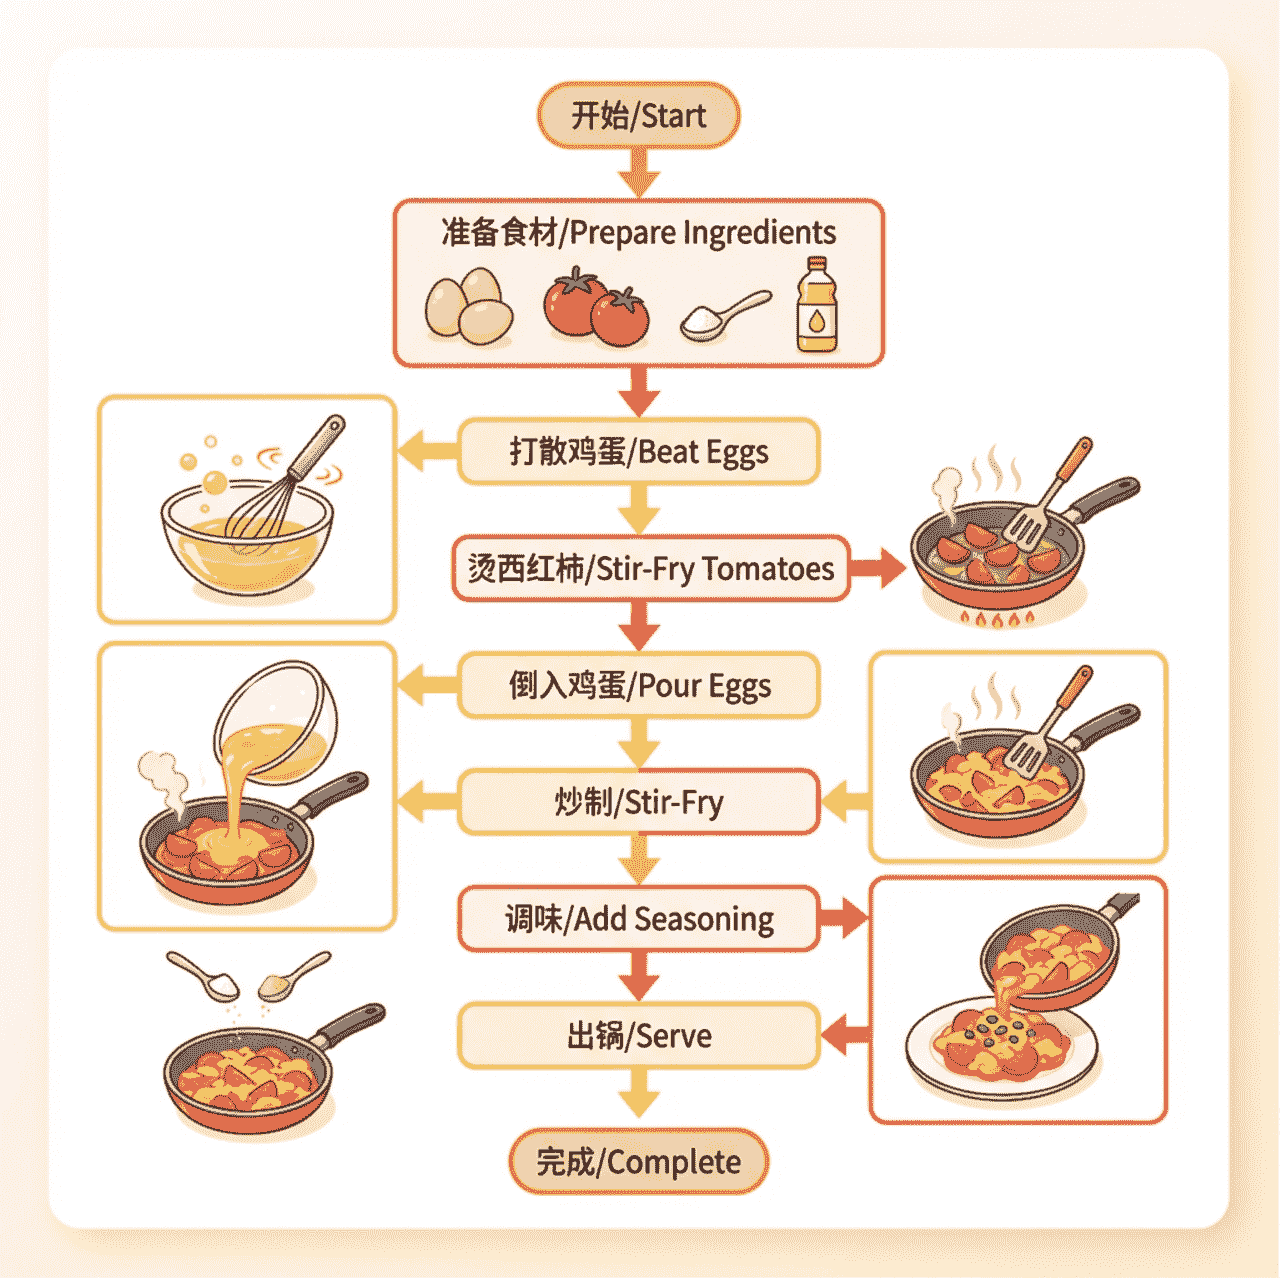 开始/Start
准备食材/Prepare Ingredients
打散鸡蛋/Beat Eggs
烫西红柿/Stir-Fry Tomatoes
倒入鸡蛋/Pour Eggs
炒制/Stir-Fry
调味/Add Seasoning
出锅/Serve
完成/Complete